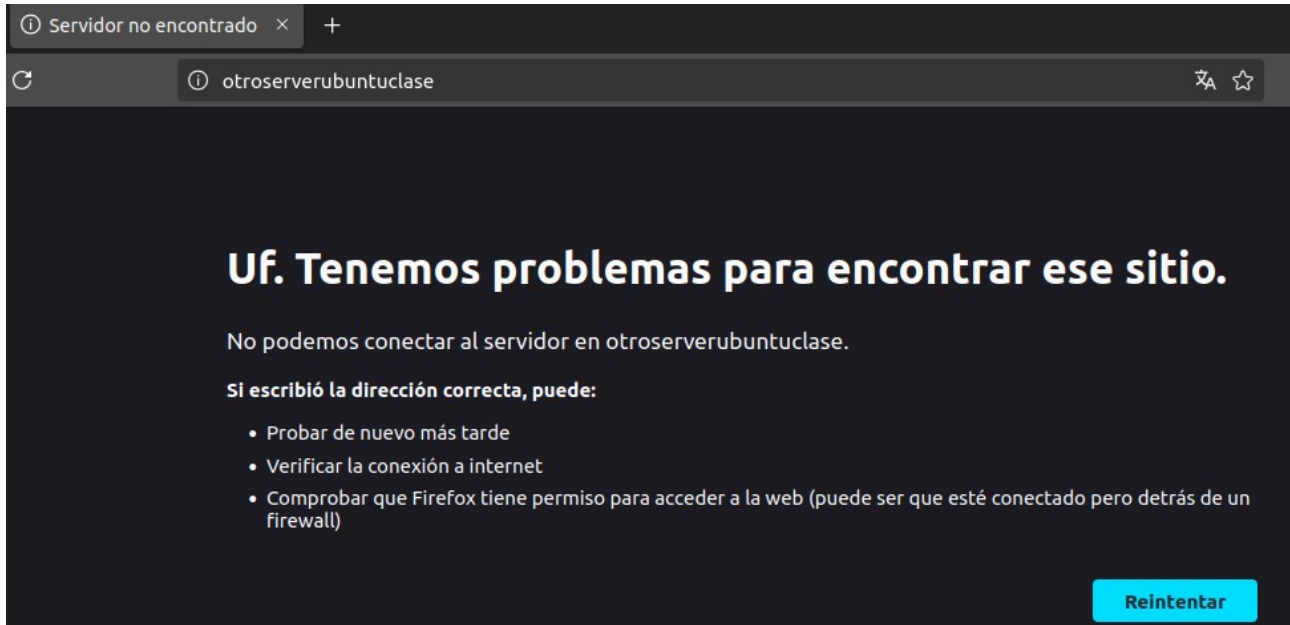 Servidor no encontrado
otroserverubuntuclase
Uf. Tenemos problemas para encontrar ese sitio.
No podemos conectar al servidor en otroserverubuntuclase.
Si escribió la dirección correcta, puede:
• Probar de nuevo más tarde
• Verificar la conexión a internet
• Comprobar que Firefox tiene permiso para acceder a la web (puede ser que esté conectado pero detrás de un
firewall)
Reintentar